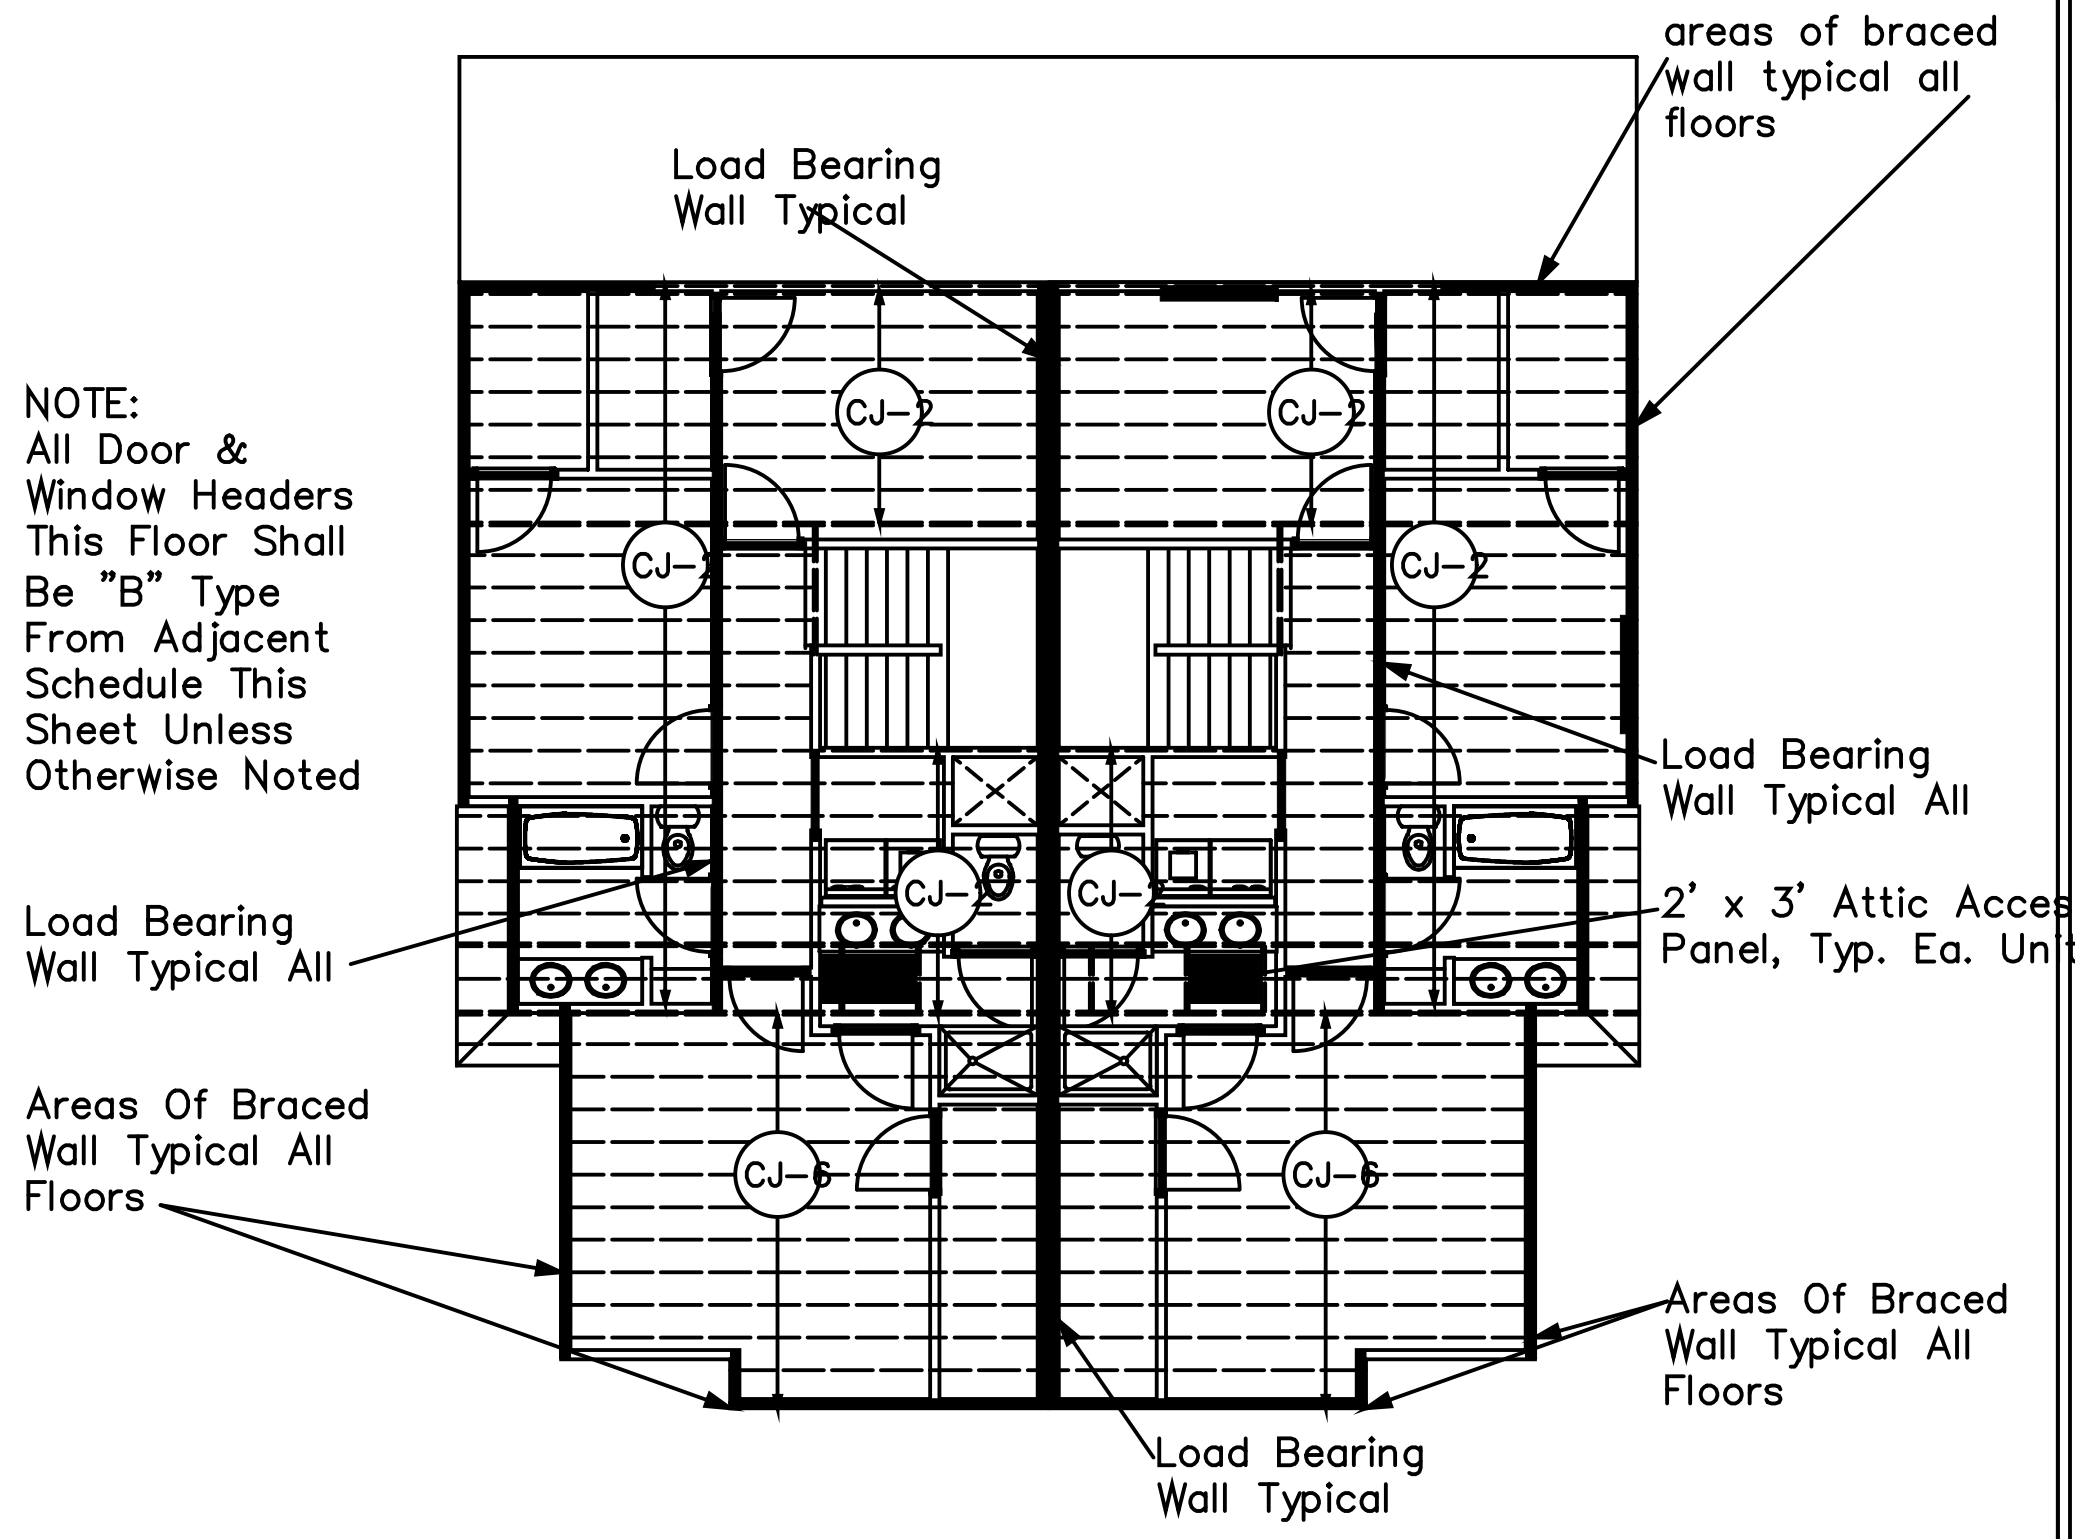 areas of braced
wall typical all
floors
Load Bearing
Wall Typical
NOTE:
All Door &
Window Headers
This Floor Shall
Be "B" Type
From Adjacent
Schedule This
Sheet Unless
Otherwise Noted
CJ-2
CJ-2
CJ-2
CJ-2
Load Bearing
Wall Typical All
CJ-2
CJ-2
2' x 3' Attic Acces
Panel, Typ. Ea. Unit
Load Bearing
Wall Typical All
Areas Of Braced
Wall Typical All
Floors
CJ-6
CJ-6
Areas Of Braced
Wall Typical All
Floors
Load Bearing
Wall Typical